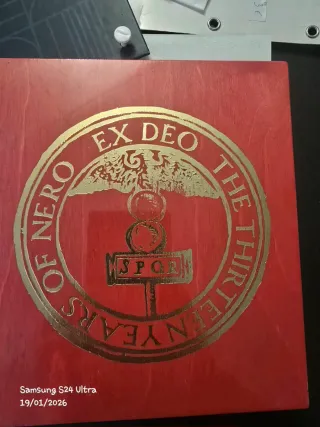 EX DEO
THE THIRTEEN YEARS OF NERO
SPQR
Samsung S24 Ultra
19/01/2026